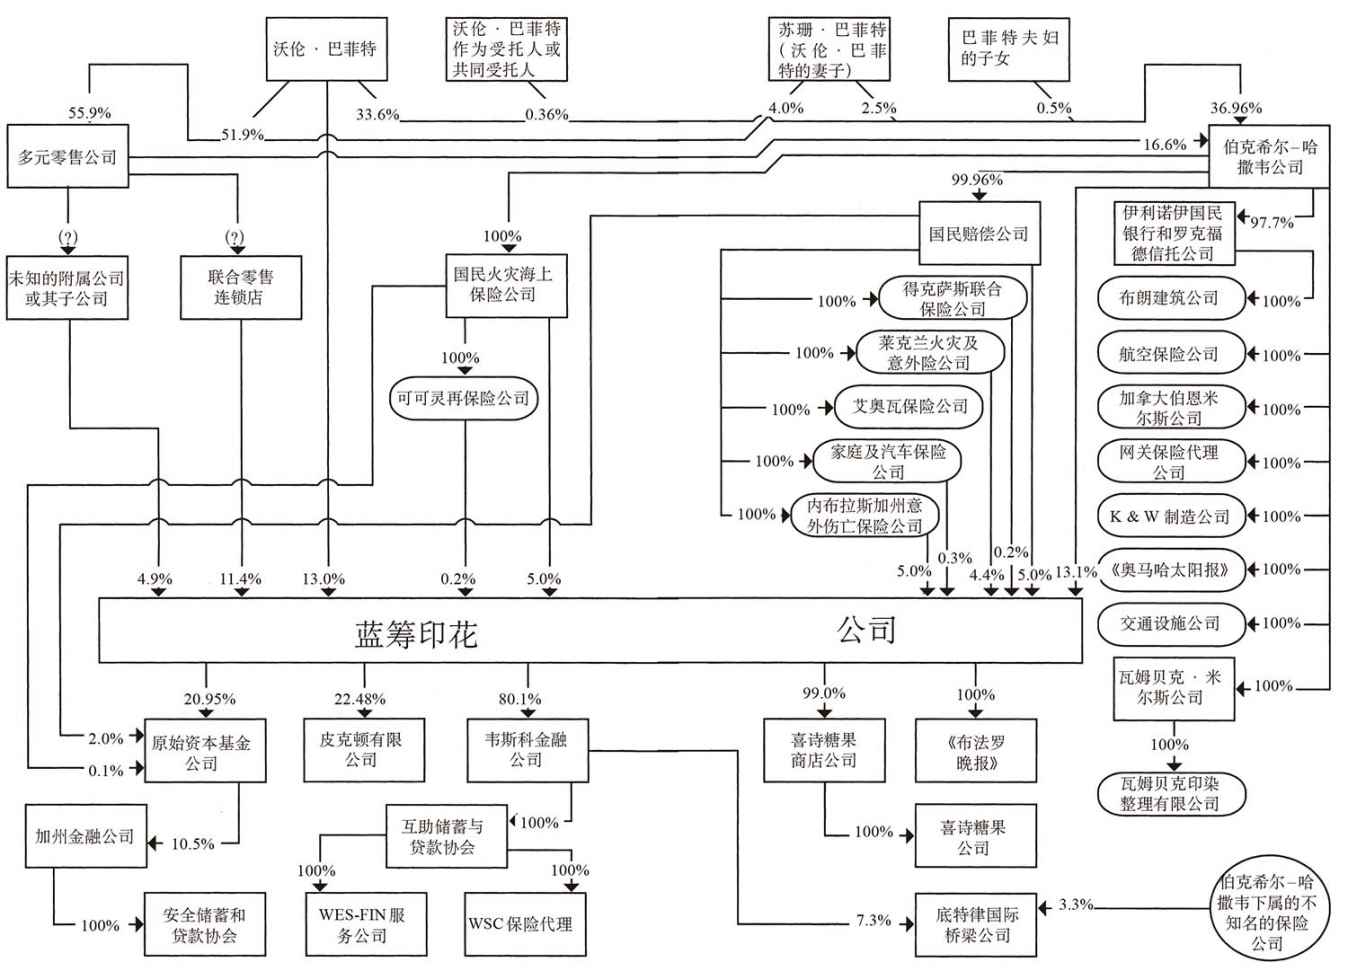 沃伦·巴菲特
沃伦·巴菲特
作为受托人或
共同受托人
苏珊·巴菲特
（沃伦·巴菲
特的妻子）
巴菲特夫妇
的子女
55.9%
51.9%
33.6%
0.36%
4.0%
2.5%
0.5%
36.96%
多元零售公司
16.6%
伯克希尔–哈
撒韦公司
99.96%
(?)
(?)
100%
国民赔偿公司
伊利诺伊国民
银行和罗克福
德信托公司
97.7%
未知的附属公司
或其子公司
联合零售
连锁店
国民火灾海上
保险公司
100%
得克萨斯联合
保险公司
布朗建筑公司
100%
100%
100%
莱克兰火灾及
意外险公司
航空保险公司
100%
可可灵再保险公司
100%
艾奥瓦保险公司
加拿大伯恩米
尔斯公司
100%
100%
家庭及汽车保险
公司
网关保险代理
公司
100%
100%
内布拉斯加州意
外伤亡保险公司
K & W 制造公司
100%
4.9%
11.4%
13.0%
0.2%
5.0%
5.0%
0.3%
4.4%
0.2%
5.0%
13.1%
《奥马哈太阳报》
100%
蓝筹印花
公司
交通设施公司
100%
20.95%
22.48%
80.1%
99.0%
100%
瓦姆贝克·米
尔斯公司
100%
2.0%
0.1%
原始资本基金
公司
皮克顿有限
公司
韦斯科金融
公司
喜诗糖果
商店公司
《布法罗
晚报》
100%
瓦姆贝克印染
整理有限公司
加州金融公司
10.5%
互助储蓄与
贷款协会
100%
100%
喜诗糖果
公司
100%
100%
100%
安全储蓄和
贷款协会
WES-FIN 服
务公司
WSC 保险代理
7.3%
底特律国际
桥梁公司
3.3%
伯克希尔–哈
撒韦下属的不
知名的保险
公司